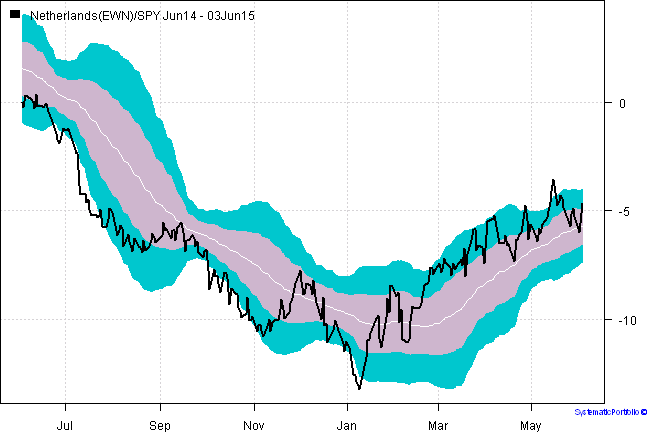 Netherlands(EWN)/SPY Jun14 - 03Jun15
0
-5
-10
Jul Sep Nov Jan Mar May
SystematicPortfolio ©